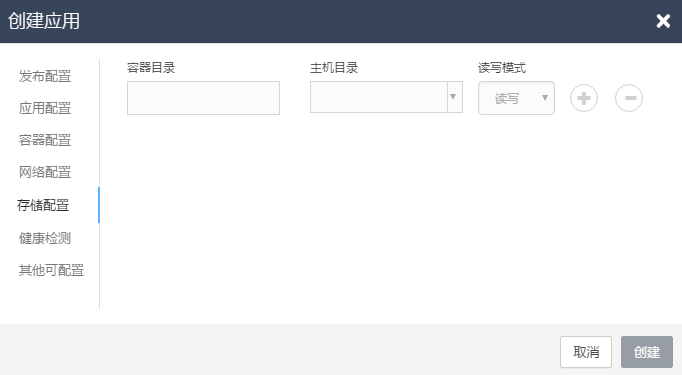 创建应用
发布配置
应用配置
容器配置
网络配置
存储配置
健康检测
其他可配置
容器目录 主机目录 读写模式
读写
取消 创建